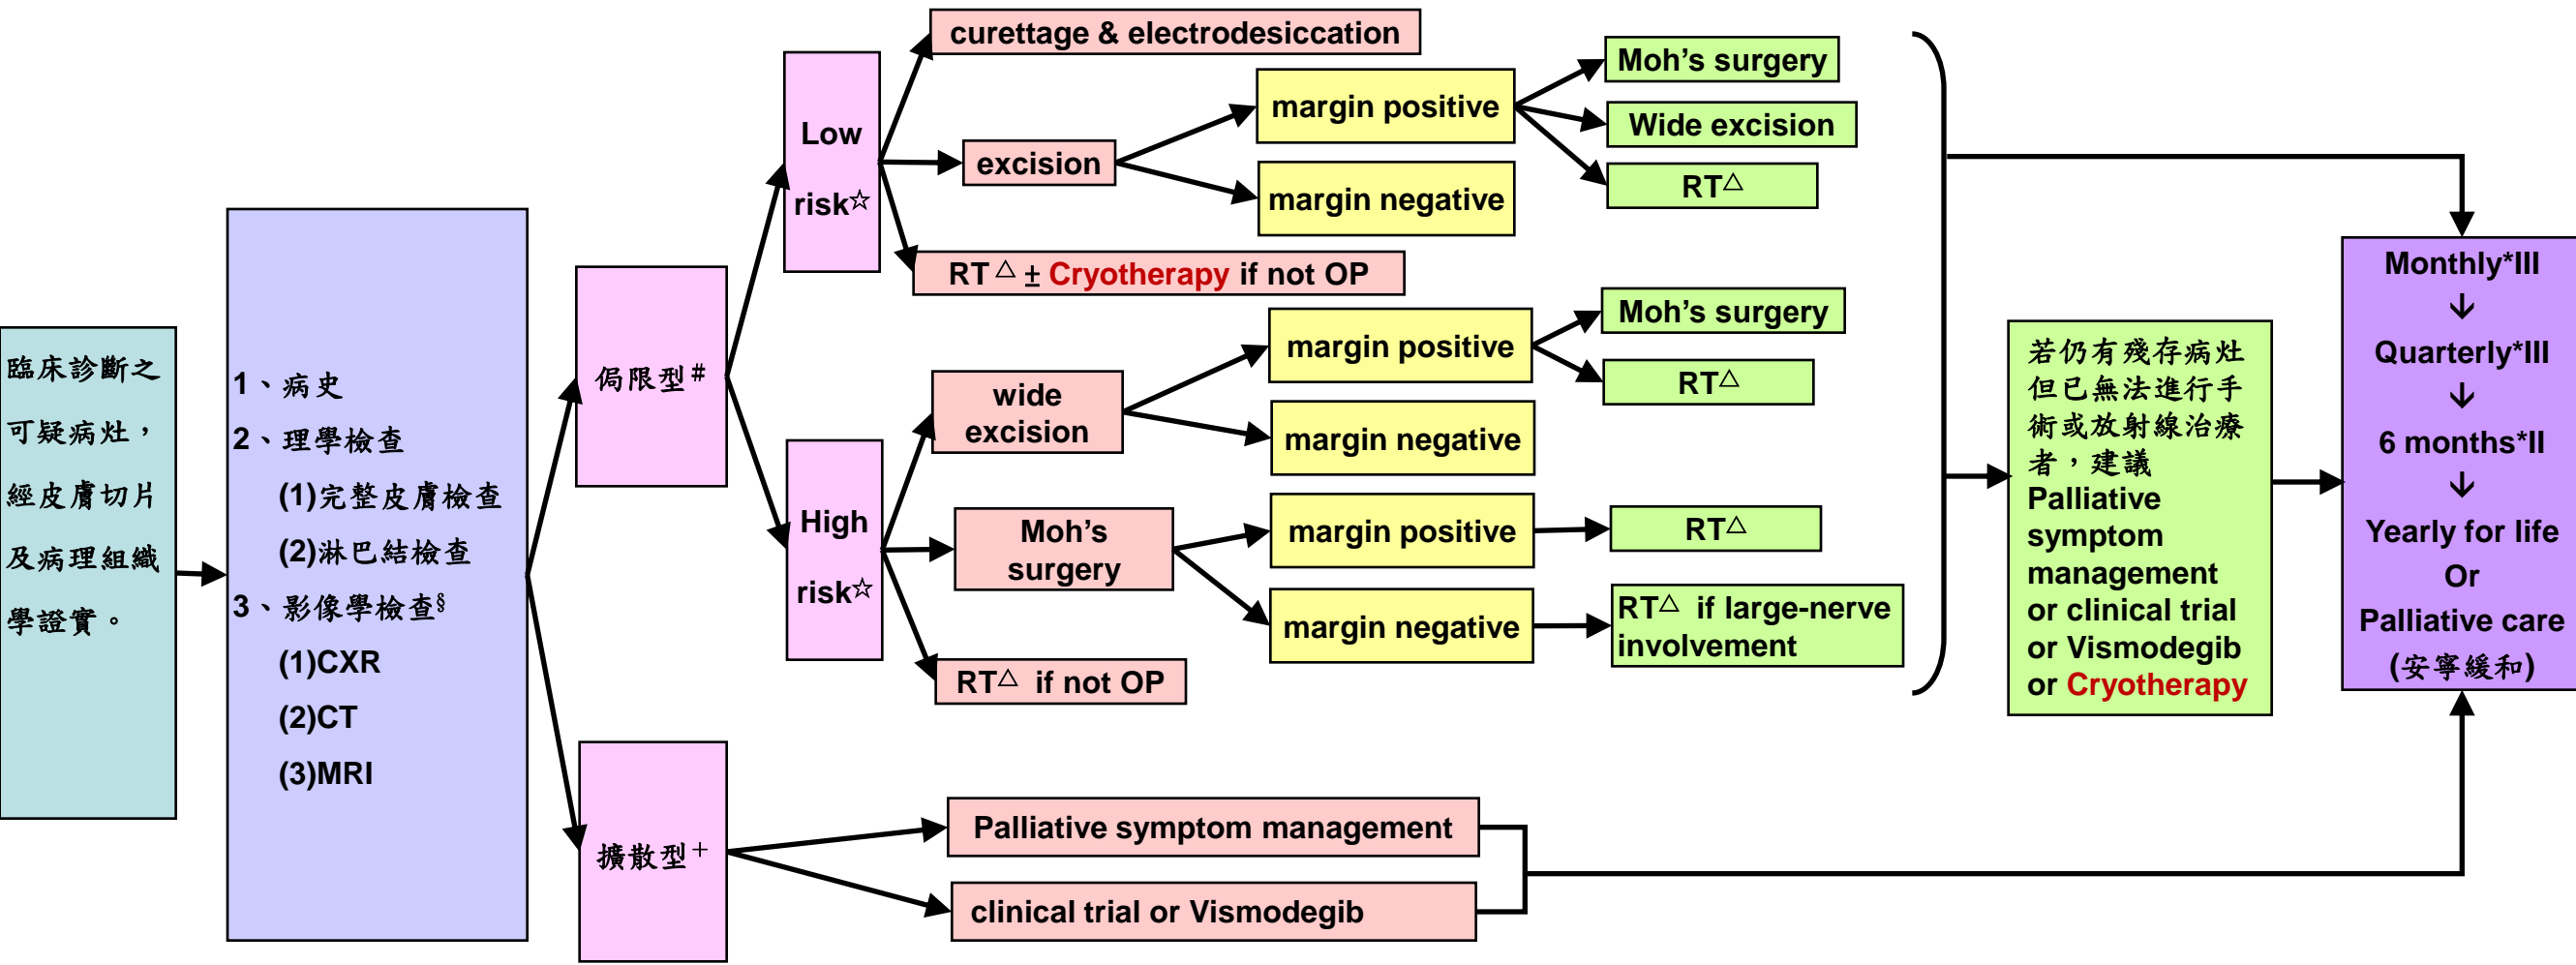 臨床診斷之
可疑病灶，
經皮膚切片
及病理組織
學證實。
1、病史
2、理學檢查
(1)完整皮膚檢查
(2)淋巴結檢查
3、影像學檢查§
(1)CXR
(2)CT
(3)MRI
侷限型#
擴散型+
Low
risk☆
High
risk☆
curettage & electrodesiccation
excision
RT△ ± Cryotherapy if not OP
margin positive
margin negative
Moh’s surgery
Wide excision
RT△
wide
excision
Moh’s
surgery
RT△ if not OP
margin positive
margin negative
margin positive
margin negative
Moh’s surgery
RT△
RT△
RT△ if large-nerve
involvement
Palliative symptom management
clinical trial or Vismodegib
若仍有殘存病灶
但已無法進行手
術或放射線治療
者，建議
Palliative
symptom
management
or clinical trial
or Vismodegib
or Cryotherapy
Monthly*III
↓
Quarterly*III
↓
6 months*II
↓
Yearly for life
Or
Palliative care
(安寧緩和)